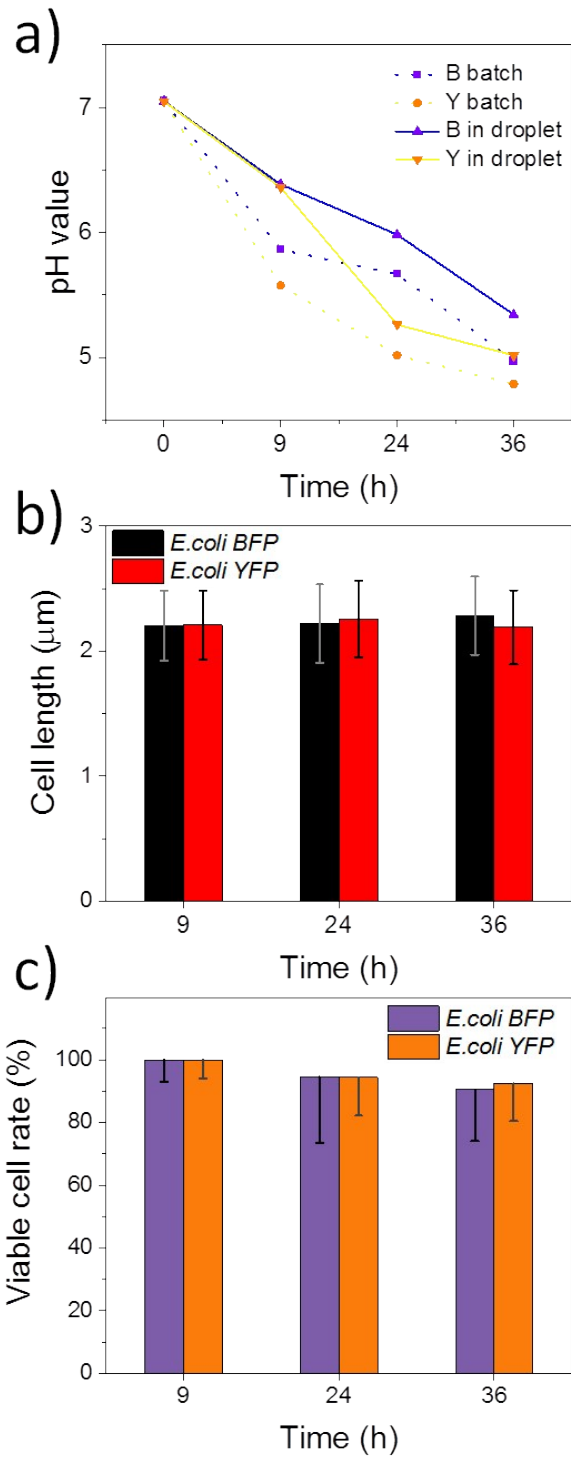 a)
B batch
Y batch
B in droplet
Y in droplet
7
6
5
pH value
0 9 24 36
Time (h)
b)
E.coli BFP
E.coli YFP
3
2
1
0
Cell length (μm)
9 24 36
Time (h)
c)
E.coli BFP
E.coli YFP
100
80
60
40
20
0
Viable cell rate (%)
9 24 36
Time (h)